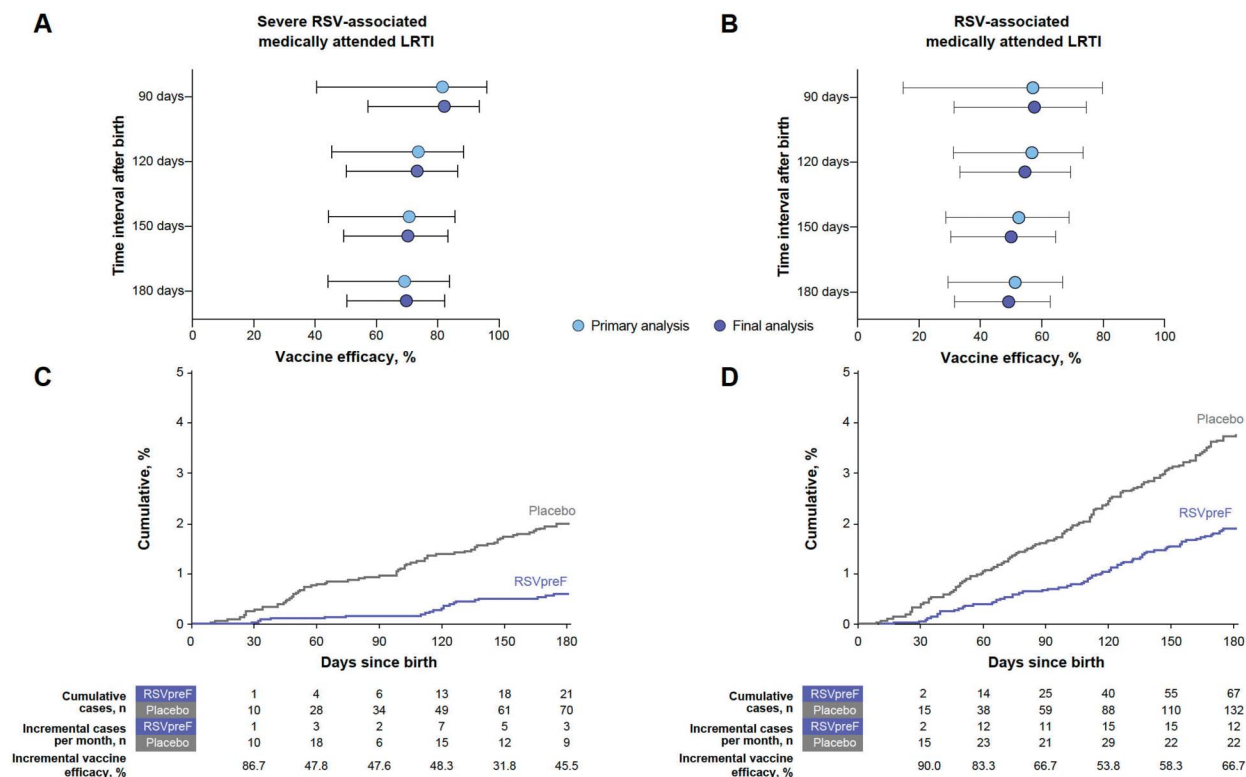 A
Severe RSV-associated
medically attended LRTI
Time interval after birth
90 days
120 days
150 days
180 days
0 20 40 60 80 100
Vaccine efficacy, %
B
RSV-associated
medically attended LRTI
Time interval after birth
90 days
120 days
150 days
180 days
0 20 40 60 80 100
Vaccine efficacy, %
Primary analysis Final analysis
C
Cumulative, %
5
4
3
2
1
0
Placebo
RSVpreF
0 30 60 90 120 150 180
Days since birth
Cumulative cases, n RSVpreF 1 4 6 13 18 21
Placebo 10 28 34 49 61 70
Incremental cases per month, n RSVpreF 1 3 2 7 5 3
Placebo 10 18 6 15 12 9
Incremental vaccine efficacy, % 86.7 47.8 47.6 48.3 31.8 45.5
D
Cumulative, %
5
4
3
2
1
0
Placebo
RSVpreF
0 30 60 90 120 150 180
Days since birth
Cumulative cases, n RSVpreF 2 14 25 40 55 67
Placebo 15 38 59 88 110 132
Incremental cases per month, n RSVpreF 2 12 11 15 15 12
Placebo 15 23 21 29 22 22
Incremental vaccine efficacy, % 90.0 83.3 66.7 53.8 58.3 66.7